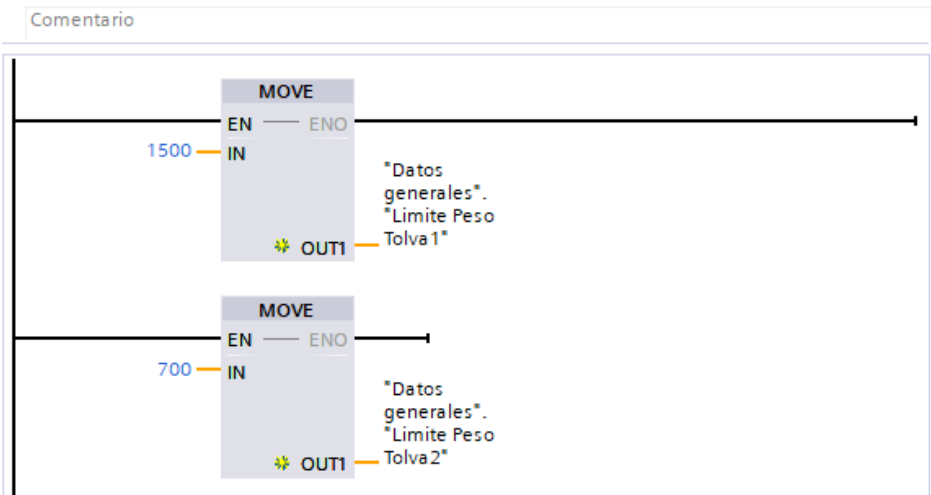 Comentario
MOVE
EN ENO
1500 IN
"Datos
generales".
"Limite Peso
Tolva1"
OUT1
MOVE
EN ENO
700 IN
"Datos
generales".
"Limite Peso
Tolva2"
OUT1